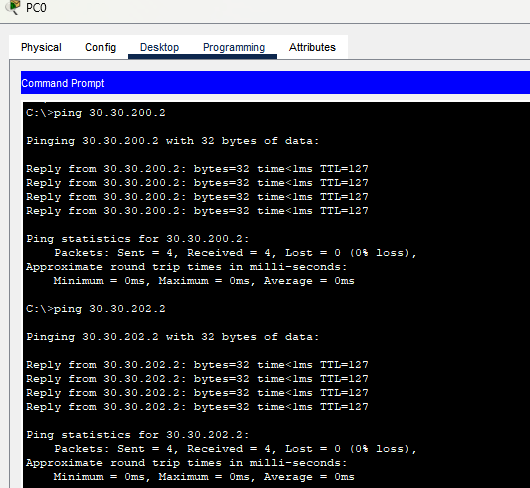 PC0
Physical Config Desktop Programming Attributes
Command Prompt
C:\>ping 30.30.200.2
Pinging 30.30.200.2 with 32 bytes of data:
Reply from 30.30.200.2: bytes=32 time<1ms TTL=127
Reply from 30.30.200.2: bytes=32 time<1ms TTL=127
Reply from 30.30.200.2: bytes=32 time<1ms TTL=127
Reply from 30.30.200.2: bytes=32 time<1ms TTL=127
Ping statistics for 30.30.200.2:
Packets: Sent = 4, Received = 4, Lost = 0 (0% loss),
Approximate round trip times in milli-seconds:
Minimum = 0ms, Maximum = 0ms, Average = 0ms
C:\>ping 30.30.202.2
Pinging 30.30.202.2 with 32 bytes of data:
Reply from 30.30.202.2: bytes=32 time<1ms TTL=127
Reply from 30.30.202.2: bytes=32 time<1ms TTL=127
Reply from 30.30.202.2: bytes=32 time<1ms TTL=127
Reply from 30.30.202.2: bytes=32 time<1ms TTL=127
Ping statistics for 30.30.202.2:
Packets: Sent = 4, Received = 4, Lost = 0 (0% loss),
Approximate round trip times in milli-seconds:
Minimum = 0ms, Maximum = 0ms, Average = 0ms